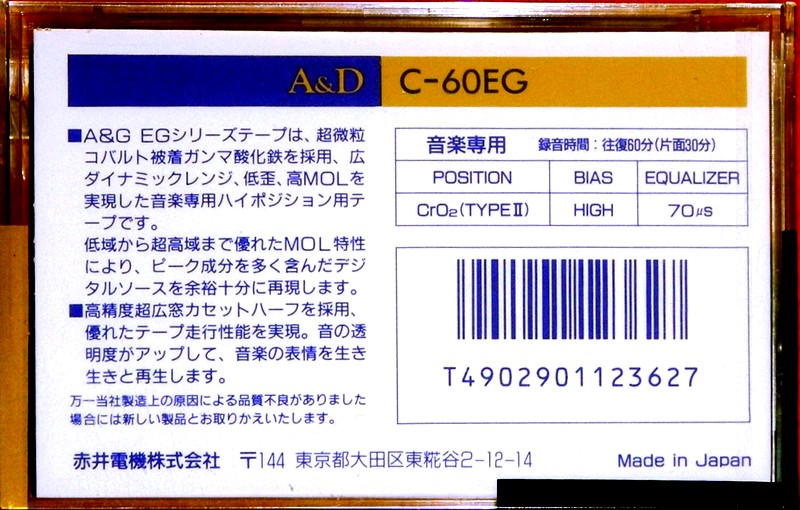 A&D C-60EG
■A&G EGシリーズテープは、超微粒
コバルト被着ガンマ酸化鉄を採用、広
ダイナミックレンジ、低歪、高MOLを
実現した音楽専用ハイポジション用テ
ープです。
低域から超高域まで優れたMOL特性
により、ピーク成分を多く含んだデジ
タルソースを余裕十分に再現します。
■高精度超広窓カセットハーフを採用、
優れたテープ走行性能を実現。音の透
明度がアップして、音楽の表情を生き
生きと再生します。
万一当社製造上の原因による品質不良がありました
場合には新しい製品とお取りかえいたします。
音楽専用 録音時間：往復60分(片面30分)
POSITION BIAS EQUALIZER
CrO₂(TYPEⅡ) HIGH 70μs
T4902901123627
赤井電機株式会社 〒144 東京都大田区東糀谷2-12-14 Made in Japan